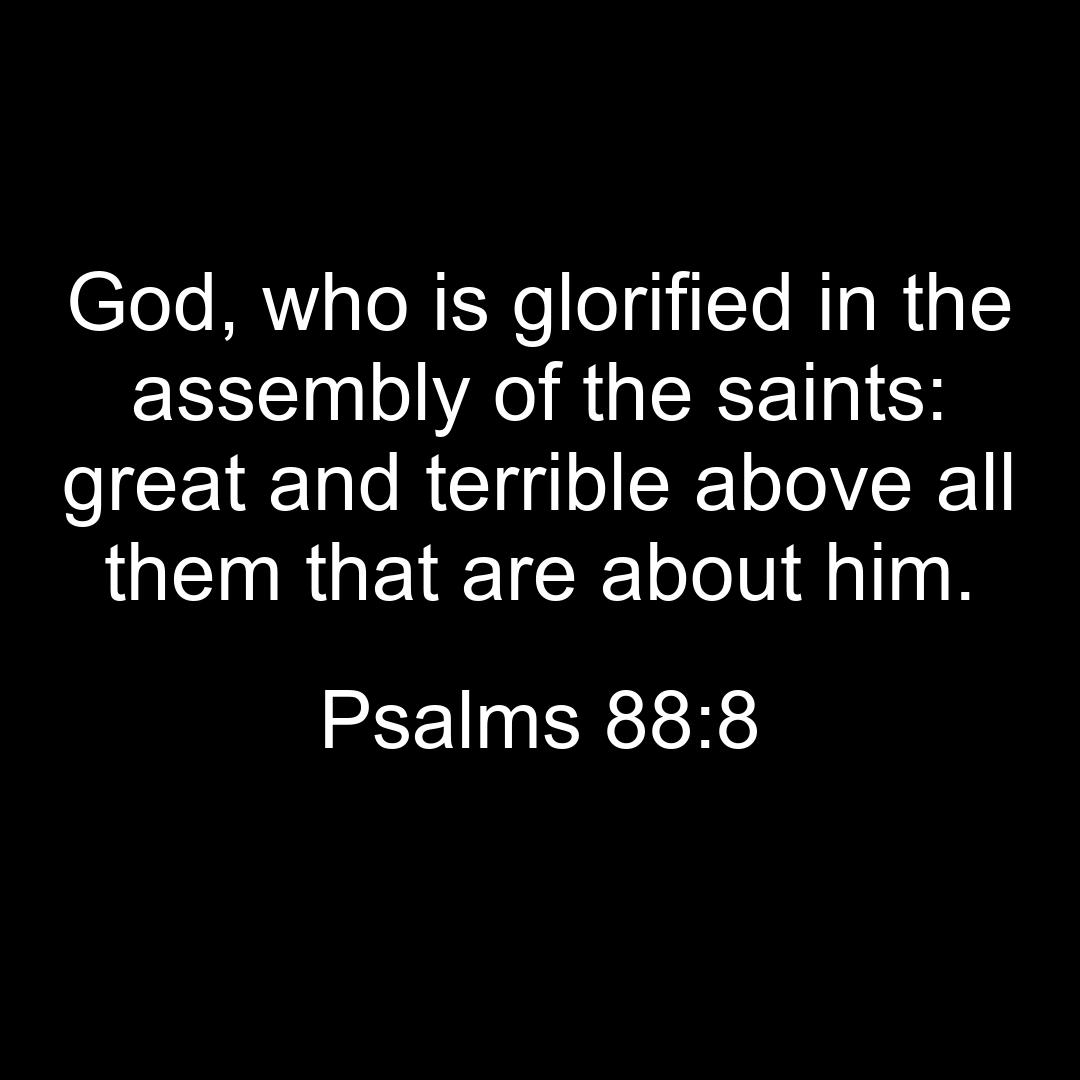 God, who is glorified in the
assembly of the saints:
great and terrible above all
them that are about him.
Psalms 88:8